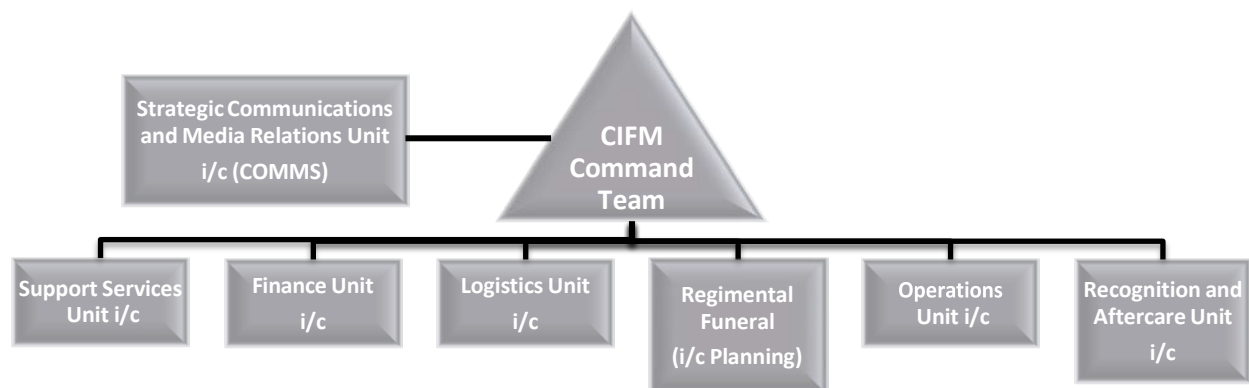 Strategic Communications
and Media Relations Unit
i/c (COMMS)
CIFM
Command
Team
Support Services
Unit i/c
Finance Unit
i/c
Logistics Unit
i/c
Regimental
Funeral
(i/c Planning)
Operations
Unit i/c
Recognition and
Aftercare Unit
i/c